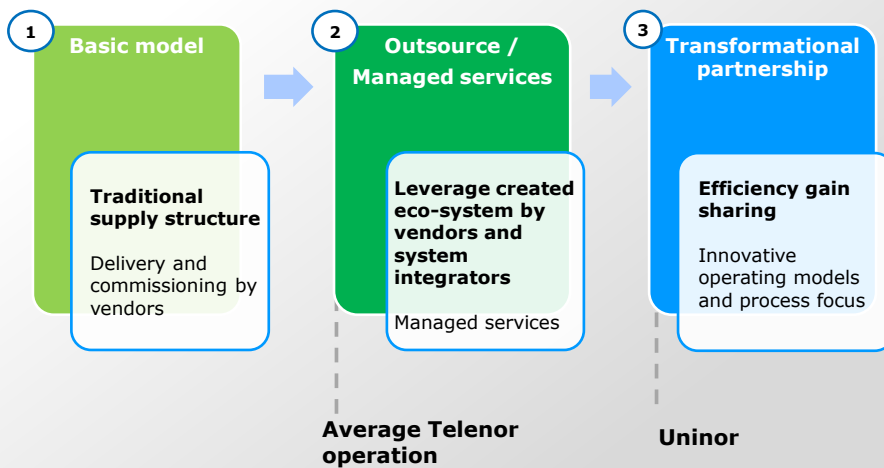 1
Basic model
Traditional
supply structure
Delivery and
commissioning by
vendors
2
Outsource /
Managed services
Leverage created
eco-system by
vendors and
system
integrators
Managed services
3
Transformational
partnership
Efficiency gain
sharing
Innovative
operating models
and process focus
Average Telenor
operation
Uninor